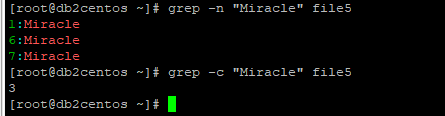 [root@db2centos ~]# grep -n "Miracle" file5
1:Miracle
6:Miracle
7:Miracle
[root@db2centos ~]# grep -c "Miracle" file5
3
[root@db2centos ~]#